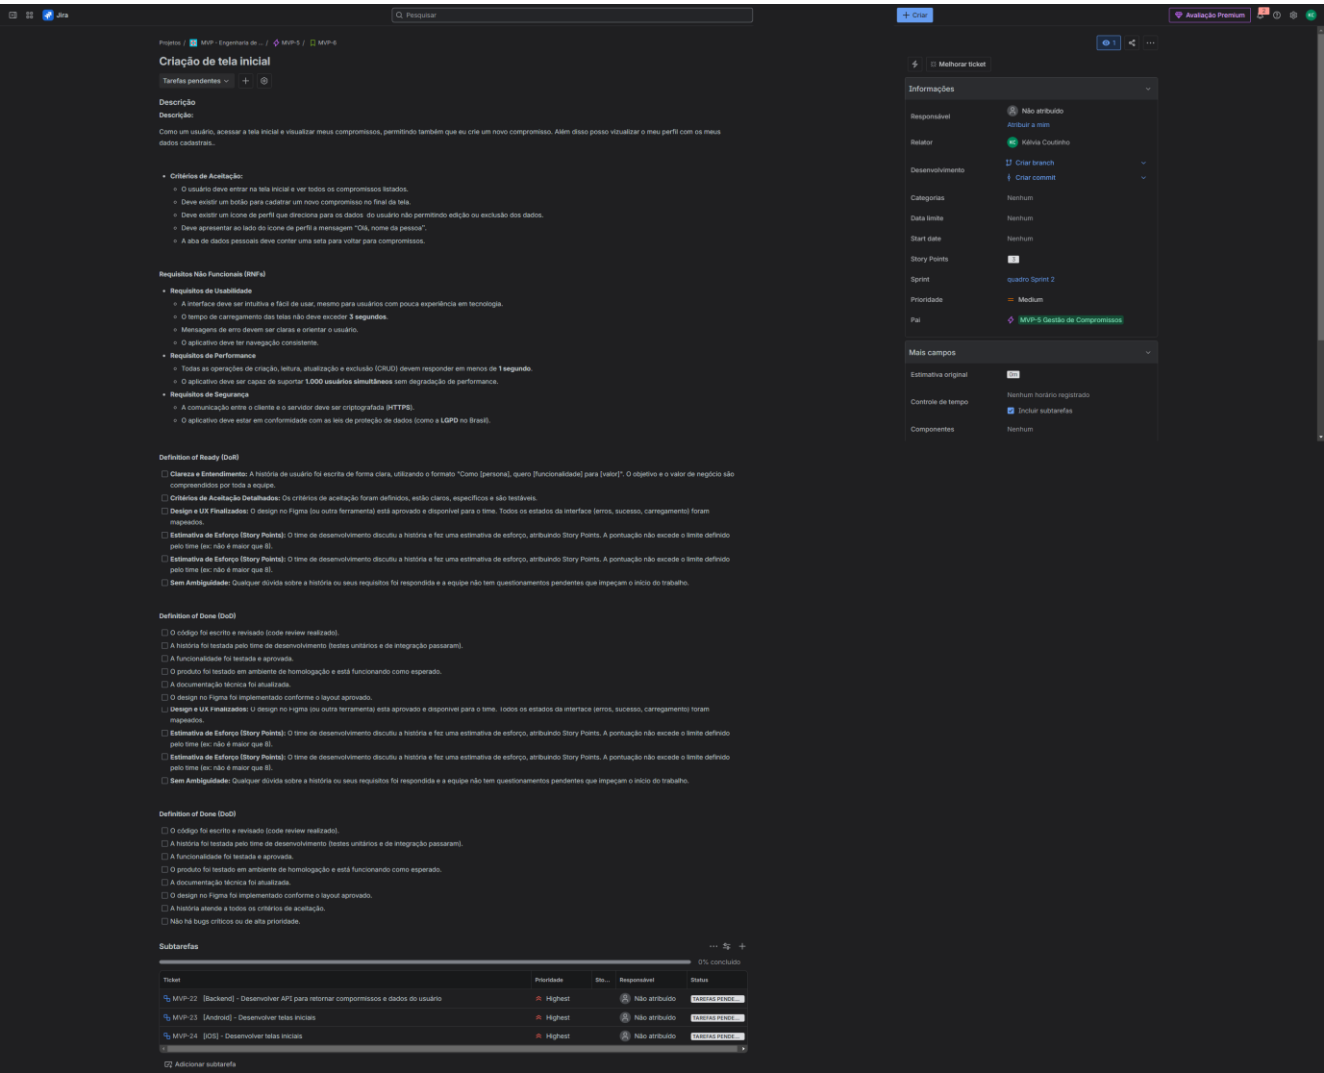 Jira
Pesquisar
+ Criar
Avaliação Premium
3
KC
Projetos / MVP - Engenharia de ... / MVP-5 / MVP-6
1
Criação de tela inicial
Tarefas pendentes
Melhorar ticket
Descrição
Descrição:
Como um usuário, acessar a tela inicial e visualizar meus compromissos, permitindo também que eu crie um novo compromisso. Além disso posso vizualizar o meu perfil com os meus
dados cadastrais..
Critérios de Aceitação:
O usuário deve entrar na tela inicial e ver todos os compromissos listados.
Deve existir um botão para cadatrar um novo compromisso no final da tela.
Deve existir um ícone de perfil que direciona para os dados do usuário não permitindo edição ou exclusão dos dados.
Deve apresentar ao lado do ícone de perfil a mensagem "Olá, nome da pessoa".
A aba de dados pessoais deve conter uma seta para voltar para compromissos.
Requisitos Não Funcionais (RNFs)
Requisitos de Usabilidade
A interface deve ser intuitiva e fácil de usar, mesmo para usuários com pouca experiência em tecnologia.
O tempo de carregamento das telas não deve exceder 3 segundos.
Mensagens de erro devem ser claras e orientar o usuário.
O aplicativo deve ter navegação consistente.
Requisitos de Performance
Todas as operações de criação, leitura, atualização e exclusão (CRUD) devem responder em menos de 1 segundo.
O aplicativo deve ser capaz de suportar 1.000 usuários simultâneos sem degradação de performance.
Requisitos de Segurança
A comunicação entre o cliente e o servidor deve ser criptografada (HTTPS).
O aplicativo deve estar em conformidade com as leis de proteção de dados (como a LGPD no Brasil).
Informações
Responsável
Não atribuído
Atribuir a mim
Relator
KC Kélvia Coutinho
Desenvolvimento
Criar branch
Criar commit
Categorias Nenhum
Data limite Nenhum
Start date Nenhum
Story Points
Sprint quadro Sprint 2
Prioridade Medium
Pai MVP-5 Gestão de Compromissos
Mais campos
Estimativa original 0m
Controle de tempo
Nenhum horário registrado
Incluir subtarefas
Componentes Nenhum
Definition of Ready (DoR)
Clareza e Entendimento: A história de usuário foi escrita de forma clara, utilizando o formato "Como [persona], quero [funcionalidade] para [valor]". O objetivo e o valor de negócio são
compreendidos por toda a equipe.
Critérios de Aceitação Detalhados: Os critérios de aceitação foram definidos, estão claros, específicos e são testáveis.
Design e UX Finalizados: O design no Figma (ou outra ferramenta) está aprovado e disponível para o time. Todos os estados da interface (erros, sucesso, carregamento) foram
mapeados.
Estimativa de Esforço (Story Points): O time de desenvolvimento discutiu a história e fez uma estimativa de esforço, atribuindo Story Points. A pontuação não excede o limite definido
pelo time (ex: não é maior que 8).
Estimativa de Esforço (Story Points): O time de desenvolvimento discutiu a história e fez uma estimativa de esforço, atribuindo Story Points. A pontuação não excede o limite definido
pelo time (ex: não é maior que 8).
Sem Ambiguidade: Qualquer dúvida sobre a história ou seus requisitos foi respondida e a equipe não tem questionamentos pendentes que impeçam o início do trabalho.
Definition of Done (DoD)
O código foi escrito e revisado (code review realizado).
A história foi testada pelo time de desenvolvimento (testes unitários e de integração passaram).
A funcionalidade foi testada e aprovada.
O produto foi testado em ambiente de homologação e está funcionando como esperado.
A documentação técnica foi atualizada.
O design no Figma foi implementado conforme o layout aprovado.
Design e UX Finalizados: O design no Figma (ou outra ferramenta) está aprovado e disponível para o time. Todos os estados da interface (erros, sucesso, carregamento) foram
mapeados.
Estimativa de Esforço (Story Points): O time de desenvolvimento discutiu a história e fez uma estimativa de esforço, atribuindo Story Points. A pontuação não excede o limite definido
pelo time (ex: não é maior que 8).
Estimativa de Esforço (Story Points): O time de desenvolvimento discutiu a história e fez uma estimativa de esforço, atribuindo Story Points. A pontuação não excede o limite definido
pelo time (ex: não é maior que 8).
Sem Ambiguidade: Qualquer dúvida sobre a história ou seus requisitos foi respondida e a equipe não tem questionamentos pendentes que impeçam o início do trabalho.
Definition of Done (DoD)
O código foi escrito e revisado (code review realizado).
A história foi testada pelo time de desenvolvimento (testes unitários e de integração passaram).
A funcionalidade foi testada e aprovada.
O produto foi testado em ambiente de homologação e está funcionando como esperado.
A documentação técnica foi atualizada.
O design no Figma foi implementado conforme o layout aprovado.
A história atende a todos os critérios de aceitação.
Não há bugs críticos ou de alta prioridade.
Subtarefas
0% concluído
Ticket Prioridade Sto... Responsável Status
MVP-22 [Backend] - Desenvolver API para retornar compormissos e dados do usuário Highest Não atribuído TAREFAS PENDE...
MVP-23 [Android] - Desenvolver telas iniciais Highest Não atribuído TAREFAS PENDE...
MVP-24 [IOS] - Desenvolver telas iniciais Highest Não atribuído TAREFAS PENDE...
Adicionar subtarefa